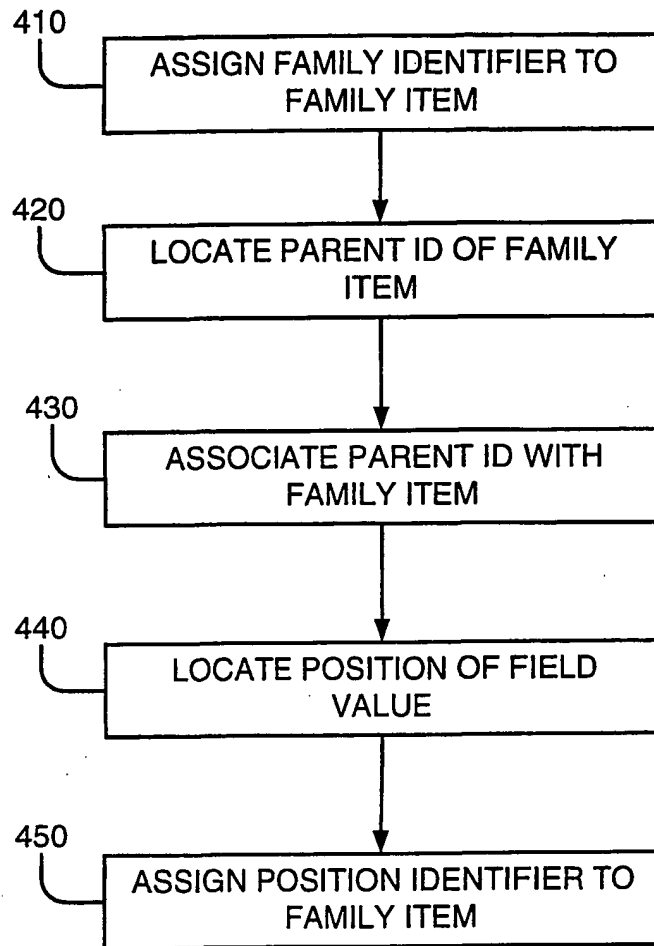 410
ASSIGN FAMILY IDENTIFIER TO
FAMILY ITEM
420
LOCATE PARENT ID OF FAMILY
ITEM
430
ASSOCIATE PARENT ID WITH
FAMILY ITEM
440
LOCATE POSITION OF FIELD
VALUE
450
ASSIGN POSITION IDENTIFIER TO
FAMILY ITEM